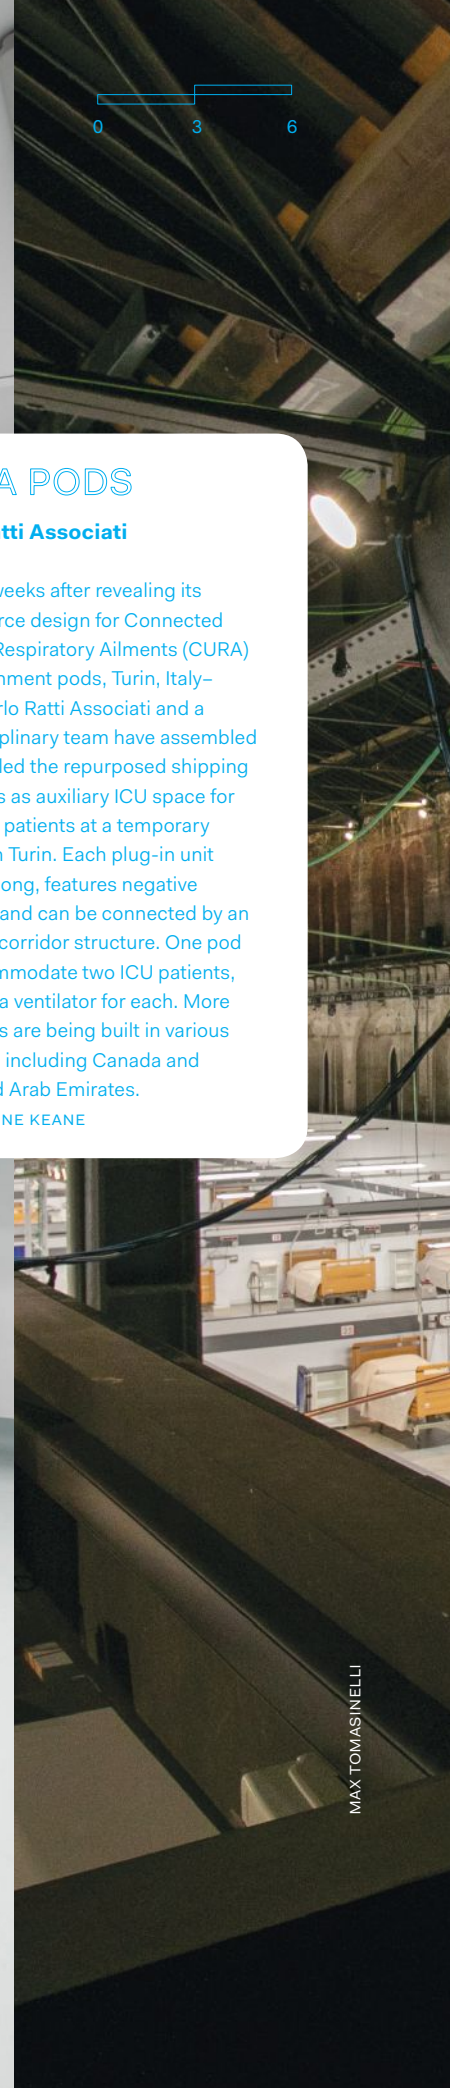 0 3 6
A PODS
tti Associati
weeks after revealing its
rce design for Connected
Respiratory Ailments (CURA)
nment pods, Turin, Italy–
rlo Ratti Associati and a
plinary team have assembled
led the repurposed shipping
s as auxiliary ICU space for
patients at a temporary
n Turin. Each plug-in unit
ong, features negative
and can be connected by an
corridor structure. One pod
mmodate two ICU patients,
a ventilator for each. More
s are being built in various
including Canada and
d Arab Emirates.
NE KEANE
MAX TOMASINELLI